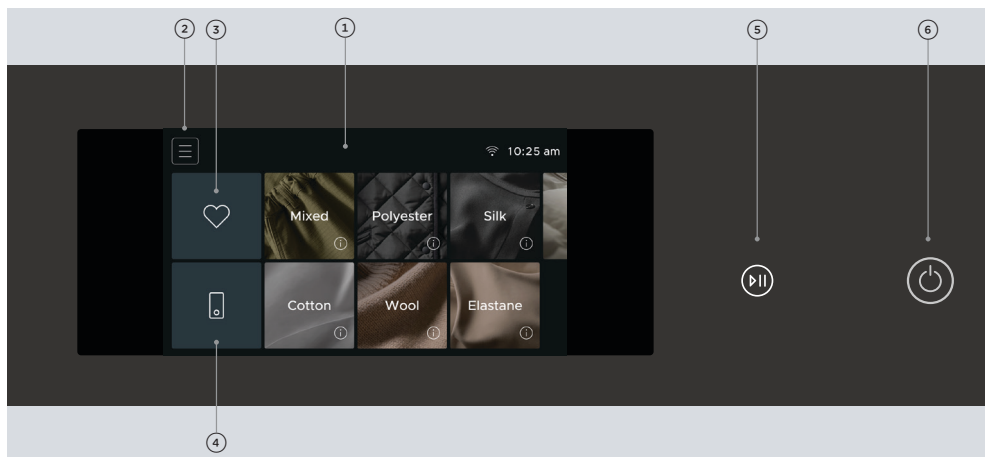 2 3 1 5 6
10:25 am
Mixed Polyester Silk
Cotton Wool Elastane
4